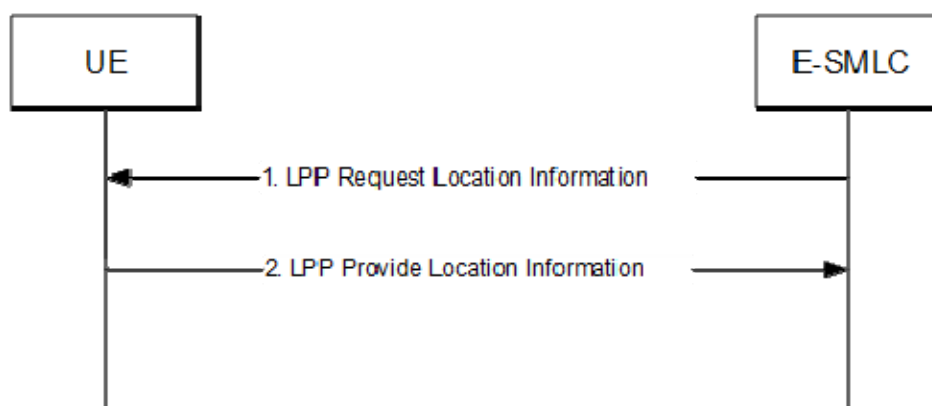 UE
E-SMLC
1. LPP Request Location Information
2. LPP Provide Location Information